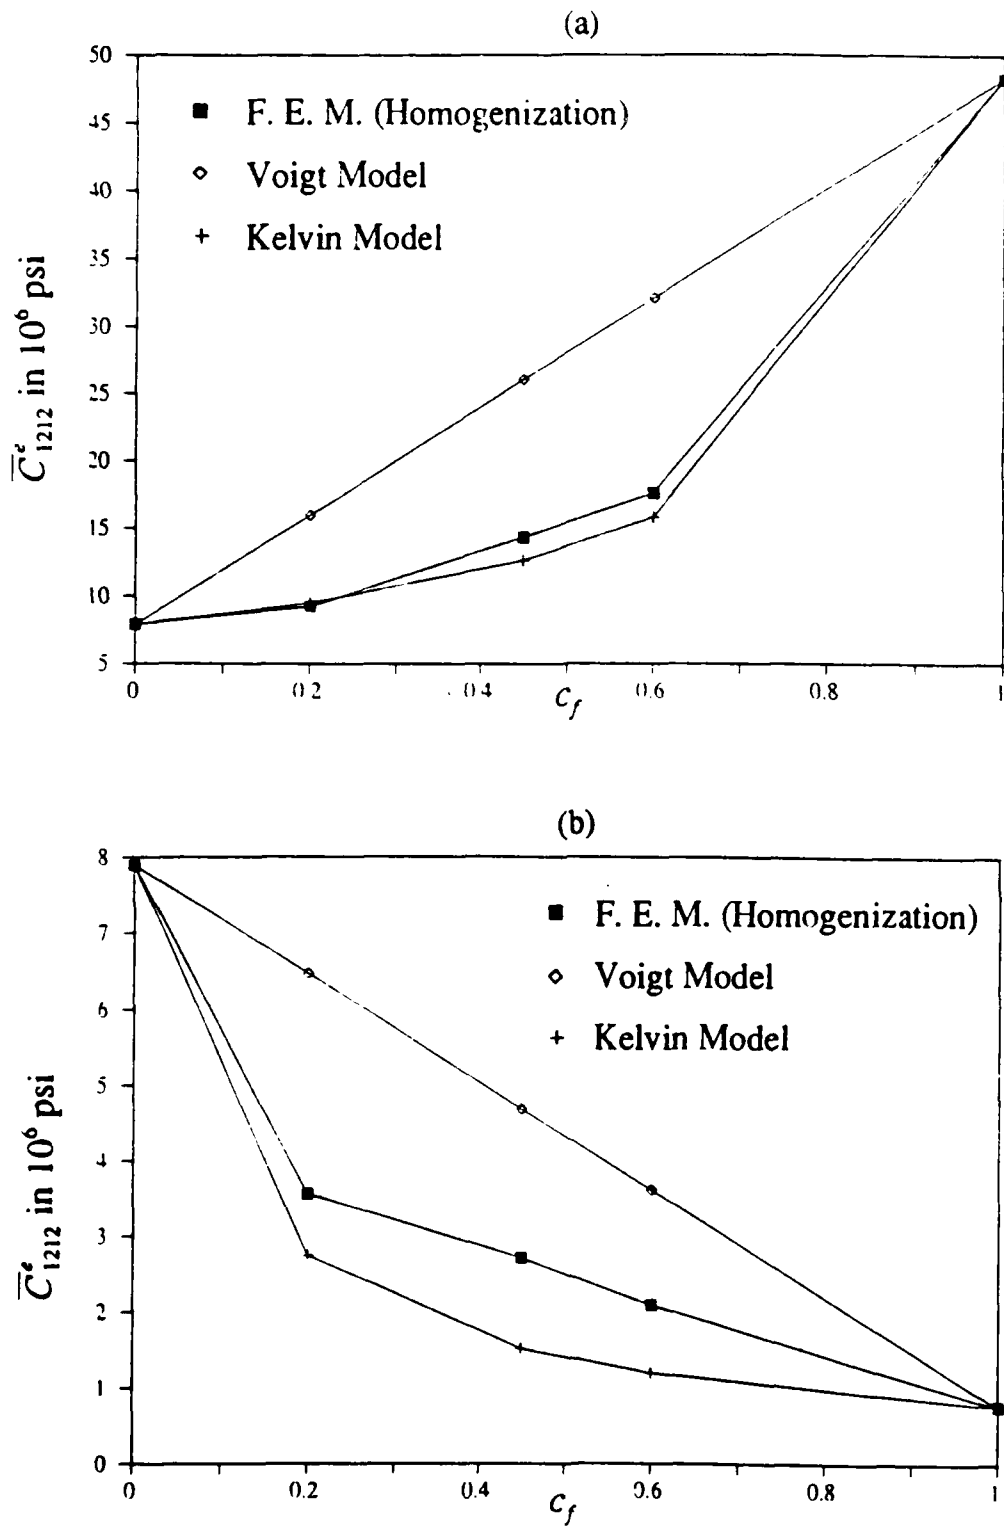 (a)
50
45
40
35
30
25
20
15
10
5
F. E. M. (Homogenization)
Voigt Model
Kelvin Model
C̅ᵉ₁₂₁₂ in 10⁶ psi
0
0.2
0.4
0.6
0.8
1
C_f
(b)
8
7
6
5
4
3
2
1
0
F. E. M. (Homogenization)
Voigt Model
Kelvin Model
C̅ᵉ₁₂₁₂ in 10⁶ psi
0
0.2
0.4
0.6
0.8
1
C_f